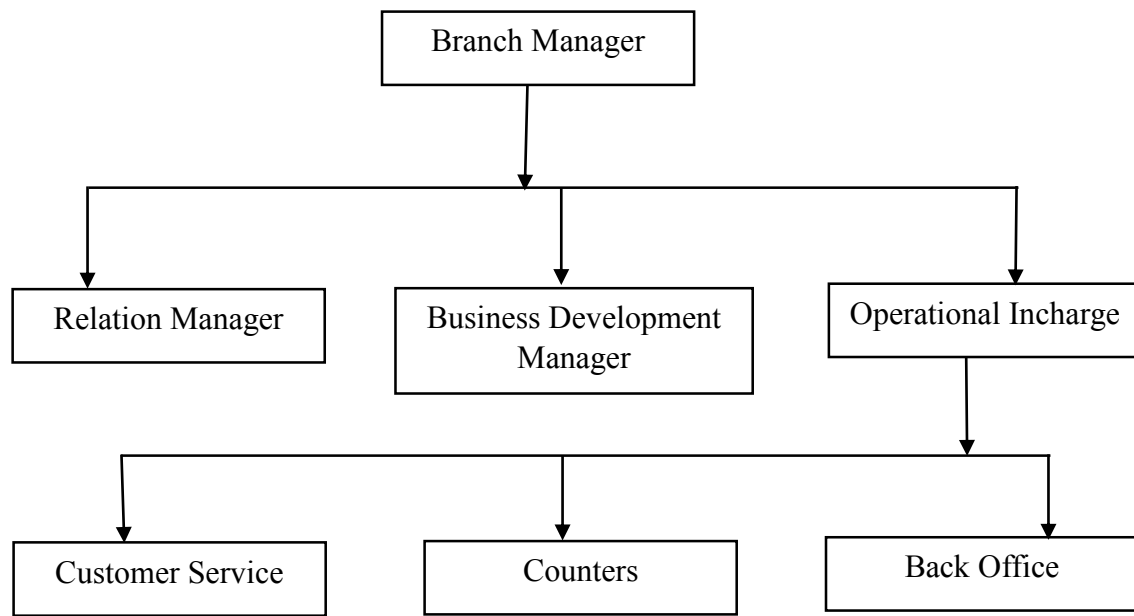 Branch Manager
Relation Manager
Business Development
Manager
Operational Incharge
Customer Service
Counters
Back Office